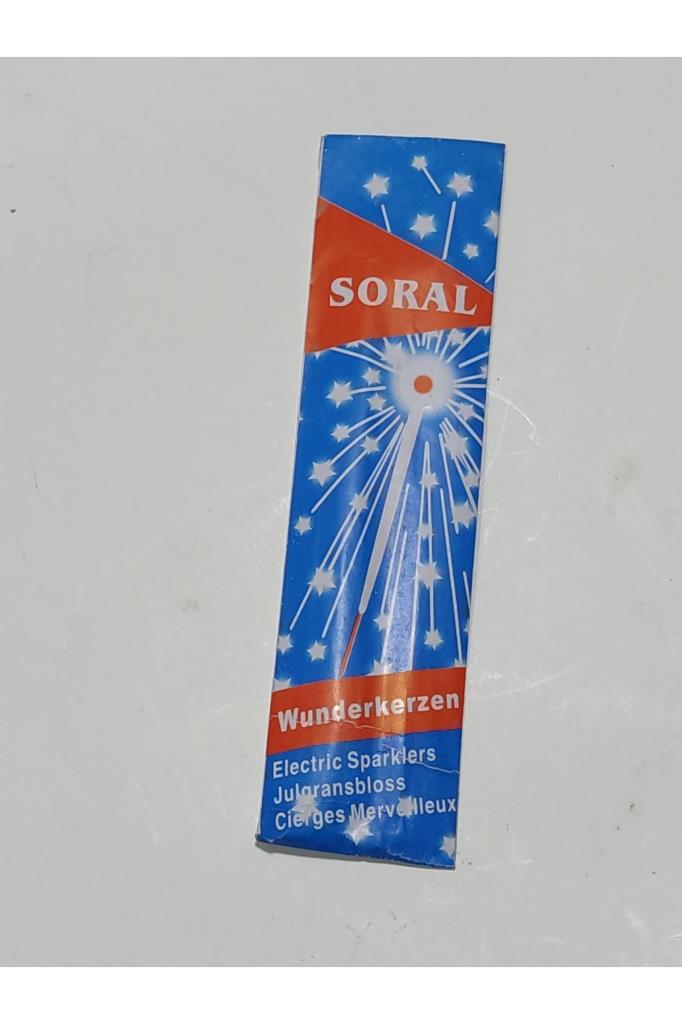 SORAL
Wunderkerzen
Electric Sparklers
Julgransbloss
Cierges Merveilleux